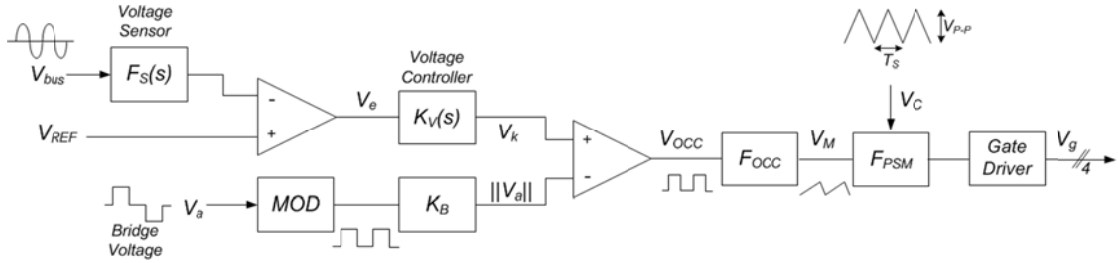 Voltage
Sensor
V_bus
F_S(s)
-
+
V_REF
V_e
Voltage
Controller
K_V(s)
V_k
V_a
Bridge
Voltage
MOD
K_B
||V_a||
+
-
V_OCC
F_OCC
V_M
V_P-P
T_S
V_C
F_PSM
Gate
Driver
V_g
4